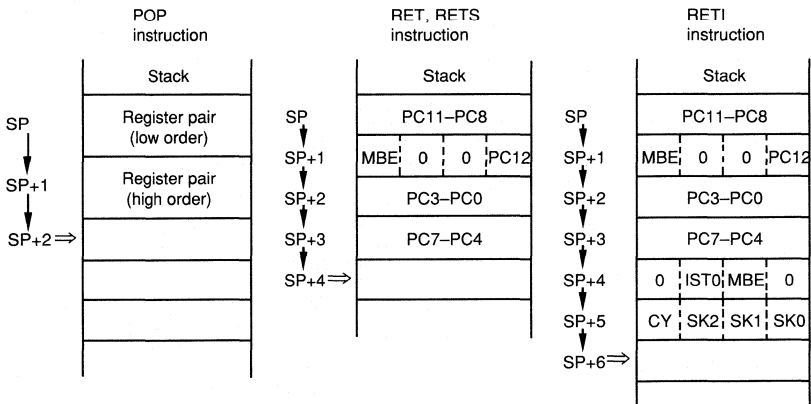 POP
instruction
Stack
SP
Register pair
(low order)
SP+1
Register pair
(high order)
SP+2
RET, RETS
instruction
Stack
SP
PC11–PC8
SP+1
MBE 0 0 PC12
SP+2
PC3–PC0
SP+3
PC7–PC4
SP+4
RETI
instruction
Stack
SP
PC11–PC8
SP+1
MBE 0 0 PC12
SP+2
PC3–PC0
SP+3
PC7–PC4
SP+4
0 IST0 MBE 0
SP+5
CY SK2 SK1 SK0
SP+6